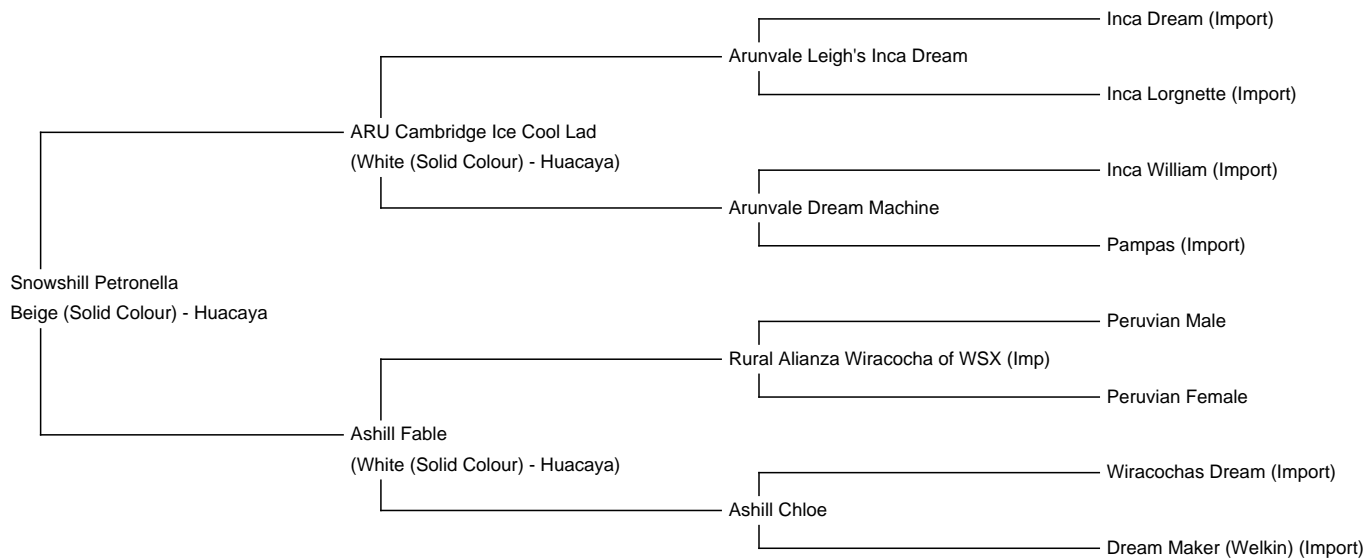 Inca Dream (Import)
Arunvale Leigh's Inca Dream
Inca Lorgnette (Import)
ARU Cambridge Ice Cool Lad
(White (Solid Colour) - Huacaya)
Inca William (Import)
Arunvale Dream Machine
Pampas (Import)
Snowshill Petronella
Beige (Solid Colour) - Huacaya
Peruvian Male
Rural Alianza Wiracocha of WSX (Imp)
Peruvian Female
Ashill Fable
(White (Solid Colour) - Huacaya)
Wiracochas Dream (Import)
Ashill Chloe
Dream Maker (Welkin) (Import)